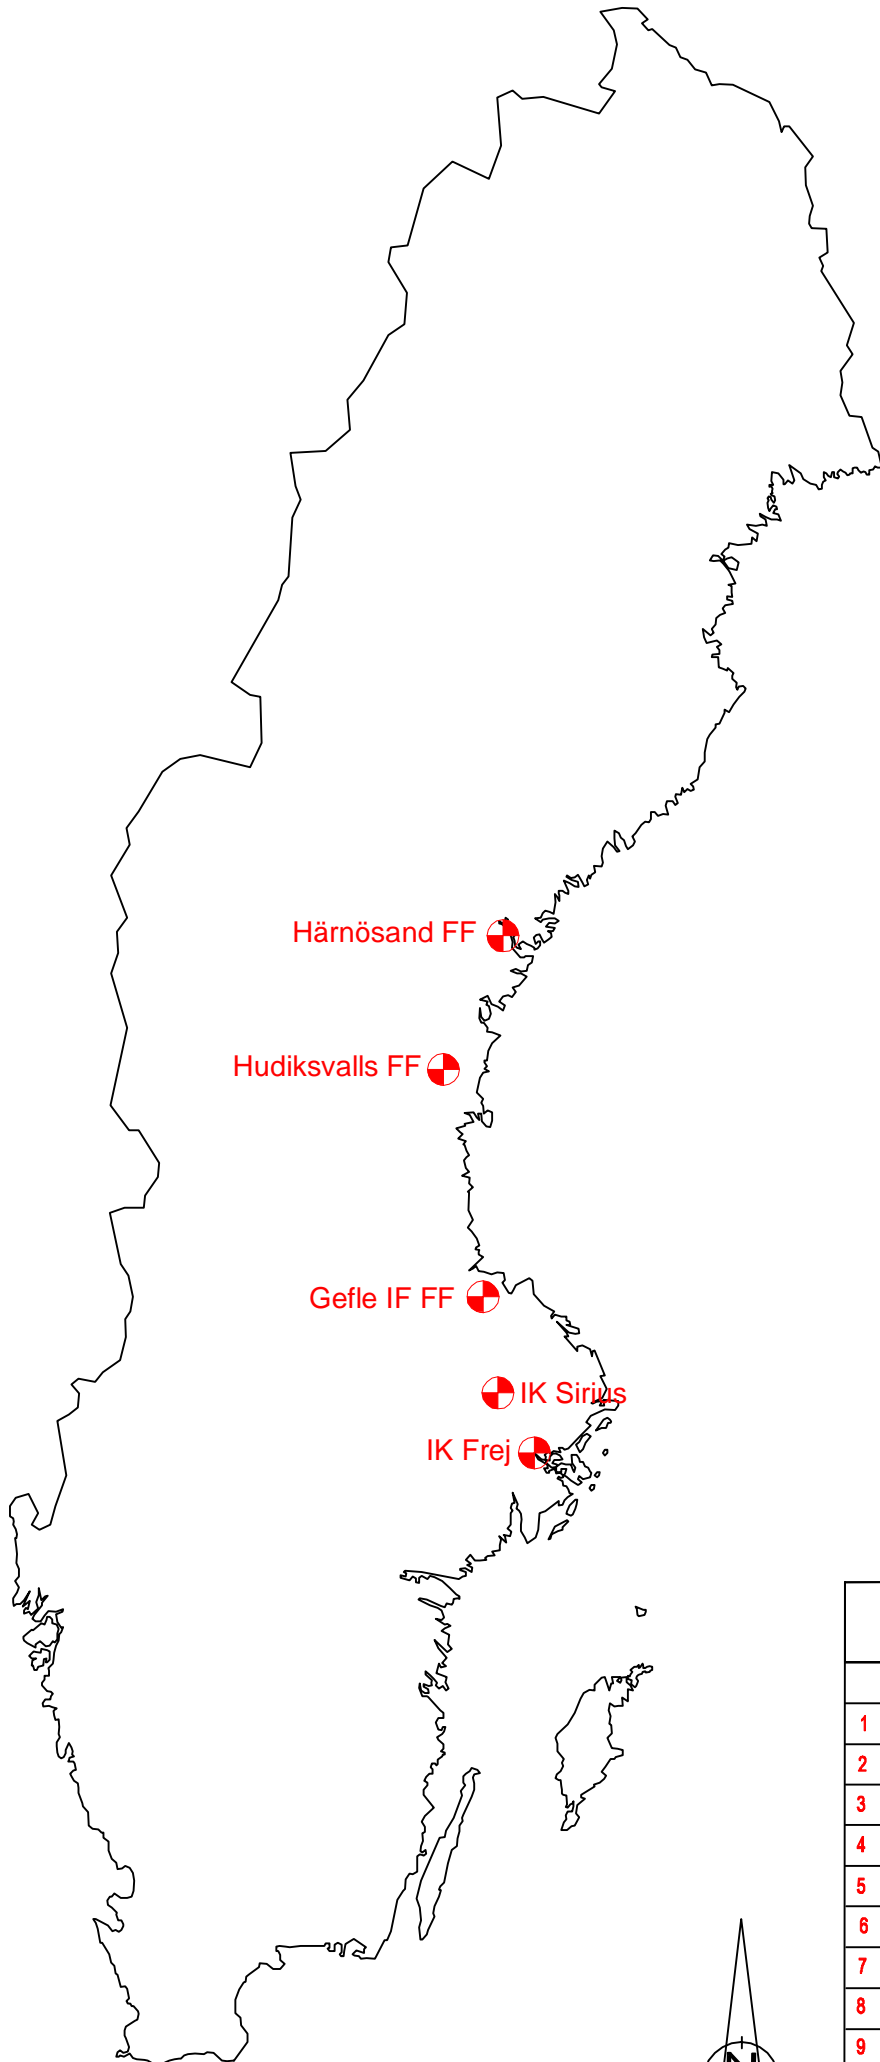 Härnösand FF
Hudiksvalls FF
Gefle IF FF
IK Sirius
IK Frej
1
2
3
4
5
6
7
8
9
N